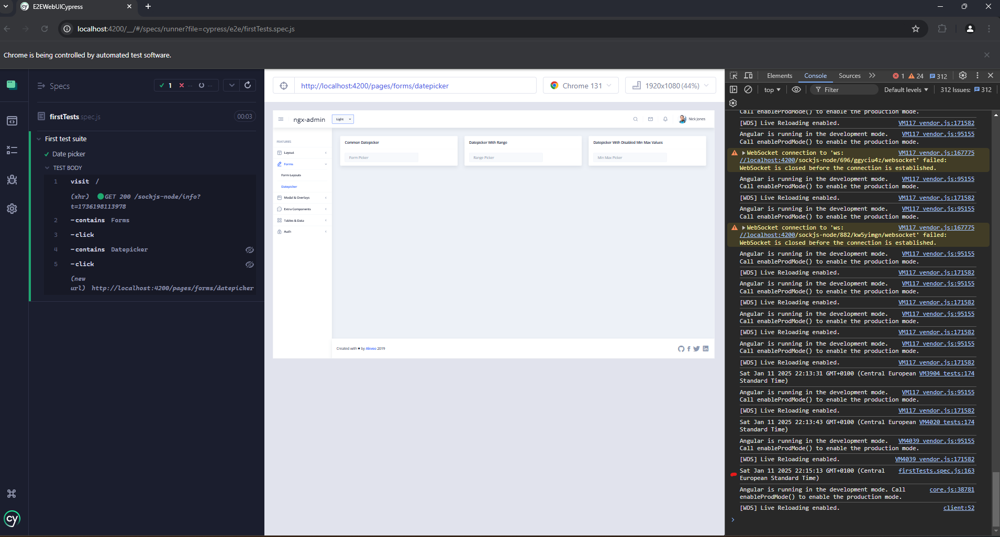 E2EWebUICypress
localhost:4200/__/#/specs/runner?file=cypress/e2e/firstTests.spec.js
Chrome is being controlled by automated test software.
Specs
1 -- --
firstTests.spec.js 00:03
First test suite
Date picker
TEST BODY
1 visit /
(xhr) GET 200 /sockjs-node/info?
t=1736198113978
2 -contains Forms
3 -click
4 -contains Datepicker
5 -click
(new
url) http://localhost:4200/pages/forms/datepicker
cy
http://localhost:4200/pages/forms/datepicker
Chrome 131
1920x1080 (44%)
ngx-admin
Light
Nick Jones
FEATURES
Layout
Forms
Form Layouts
Datepicker
Modal & Overlays
Extra Components
Tables & Data
Auth
Common Datepicker
Form Picker
Datepicker With Range
Range Picker
Datepicker With Disabled Min Max Values
Min Max Picker
Created with ♥ by Akveo 2019
Elements Console Sources 1 24 312
top Filter Default levels 312 Issues: 312
Call enableProdMode() to enable the production mode.
[WDS] Live Reloading enabled. VM117 vendor.js:171582
Angular is running in the development mode. VM117 vendor.js:95155
Call enableProdMode() to enable the production mode.
WebSocket connection to 'ws: VM117 vendor.js:167775
//localhost:4200/sockjs-node/696/ggyciu4z/websocket' failed:
WebSocket is closed before the connection is established.
Angular is running in the development mode. VM117 vendor.js:95155
Call enableProdMode() to enable the production mode.
[WDS] Live Reloading enabled. VM117 vendor.js:171582
Angular is running in the development mode. VM117 vendor.js:95155
Call enableProdMode() to enable the production mode.
WebSocket connection to 'ws: VM117 vendor.js:167775
//localhost:4200/sockjs-node/882/kw5yimgn/websocket' failed:
WebSocket is closed before the connection is established.
Angular is running in the development mode. VM117 vendor.js:95155
Call enableProdMode() to enable the production mode.
[WDS] Live Reloading enabled. VM117 vendor.js:171582
Angular is running in the development mode. VM117 vendor.js:95155
Call enableProdMode() to enable the production mode.
[WDS] Live Reloading enabled. VM117 vendor.js:171582
Angular is running in the development mode. VM117 vendor.js:95155
Call enableProdMode() to enable the production mode.
[WDS] Live Reloading enabled. VM117 vendor.js:171582
Angular is running in the development mode. VM117 vendor.js:95155
Call enableProdMode() to enable the production mode.
[WDS] Live Reloading enabled. VM117 vendor.js:171582
Sat Jan 11 2025 22:13:31 GMT+0100 (Central European VM3904 tests:174
Standard Time)
Angular is running in the development mode. VM117 vendor.js:95155
Call enableProdMode() to enable the production mode.
[WDS] Live Reloading enabled. VM117 vendor.js:171582
Sat Jan 11 2025 22:13:43 GMT+0100 (Central European VM4020 tests:174
Standard Time)
Angular is running in the development mode. VM4039 vendor.js:95155
Call enableProdMode() to enable the production mode.
[WDS] Live Reloading enabled. VM4039 vendor.js:171582
Sat Jan 11 2025 22:15:13 GMT+0100 (Central firstTests.spec.js:163
European Standard Time)
Angular is running in the development mode. Call core.js:38781
enableProdMode() to enable the production mode.
[WDS] Live Reloading enabled. client:52